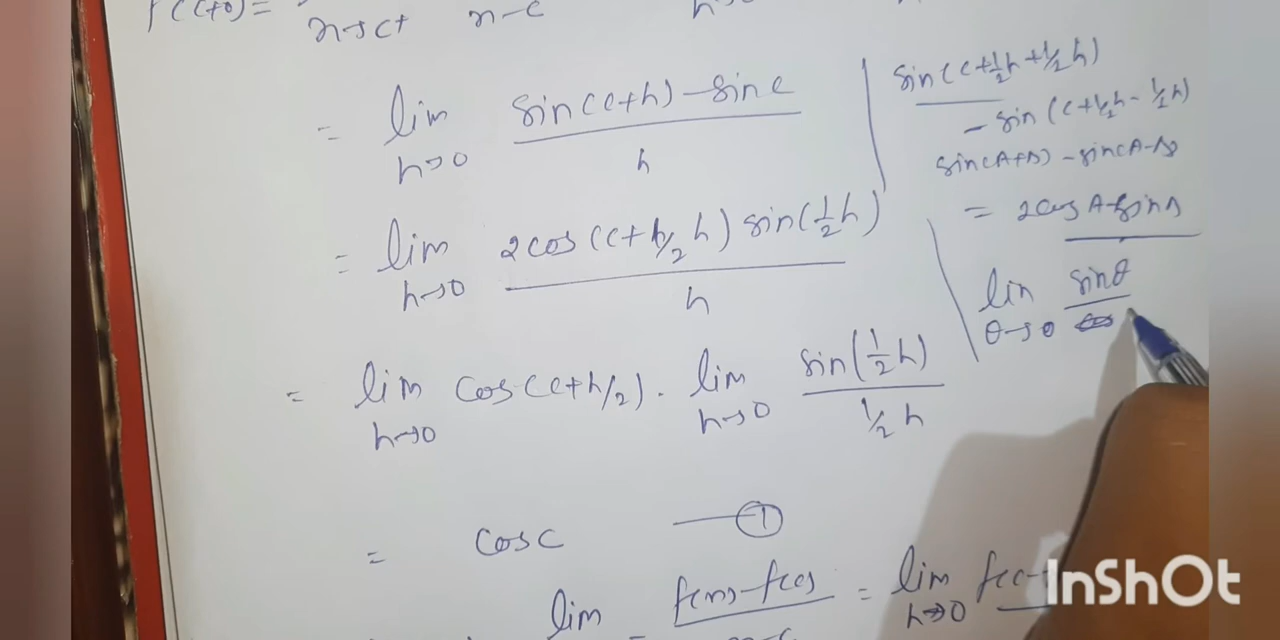 f'(c+0) =
x→c+ x-c h→
= lim h→0 sin(c+h) - sin c / h
sin(c+1/2h+1/2h)
- sin(c+1/2h-1/2h)
sin(A+B) - sin(A-B)
= 2cos A sin B
= lim h→0 2cos(c+1/2 h) sin(1/2 h) / h
lim θ→0 sinθ /
= lim h→0 cos(c+h/2) . lim h→0 sin(1/2 h) / 1/2 h
= cos c — 1
lim f(x)-f(c) / x-c = lim h→0 f(c-
InShOt